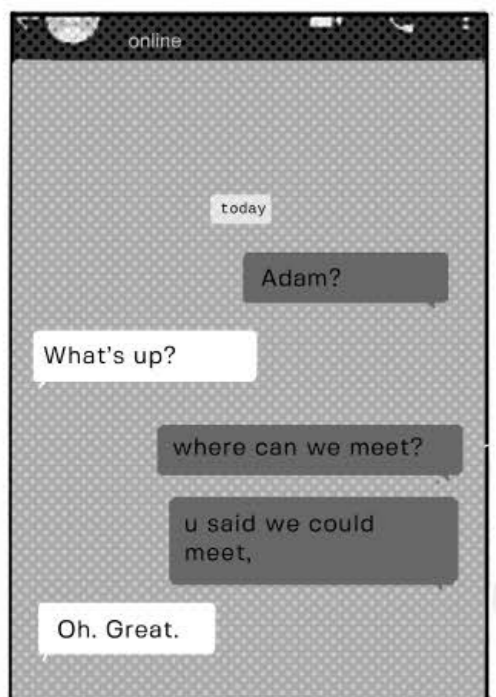 online
today
Adam?
What's up?
where can we meet?
u said we could
meet,
Oh. Great.